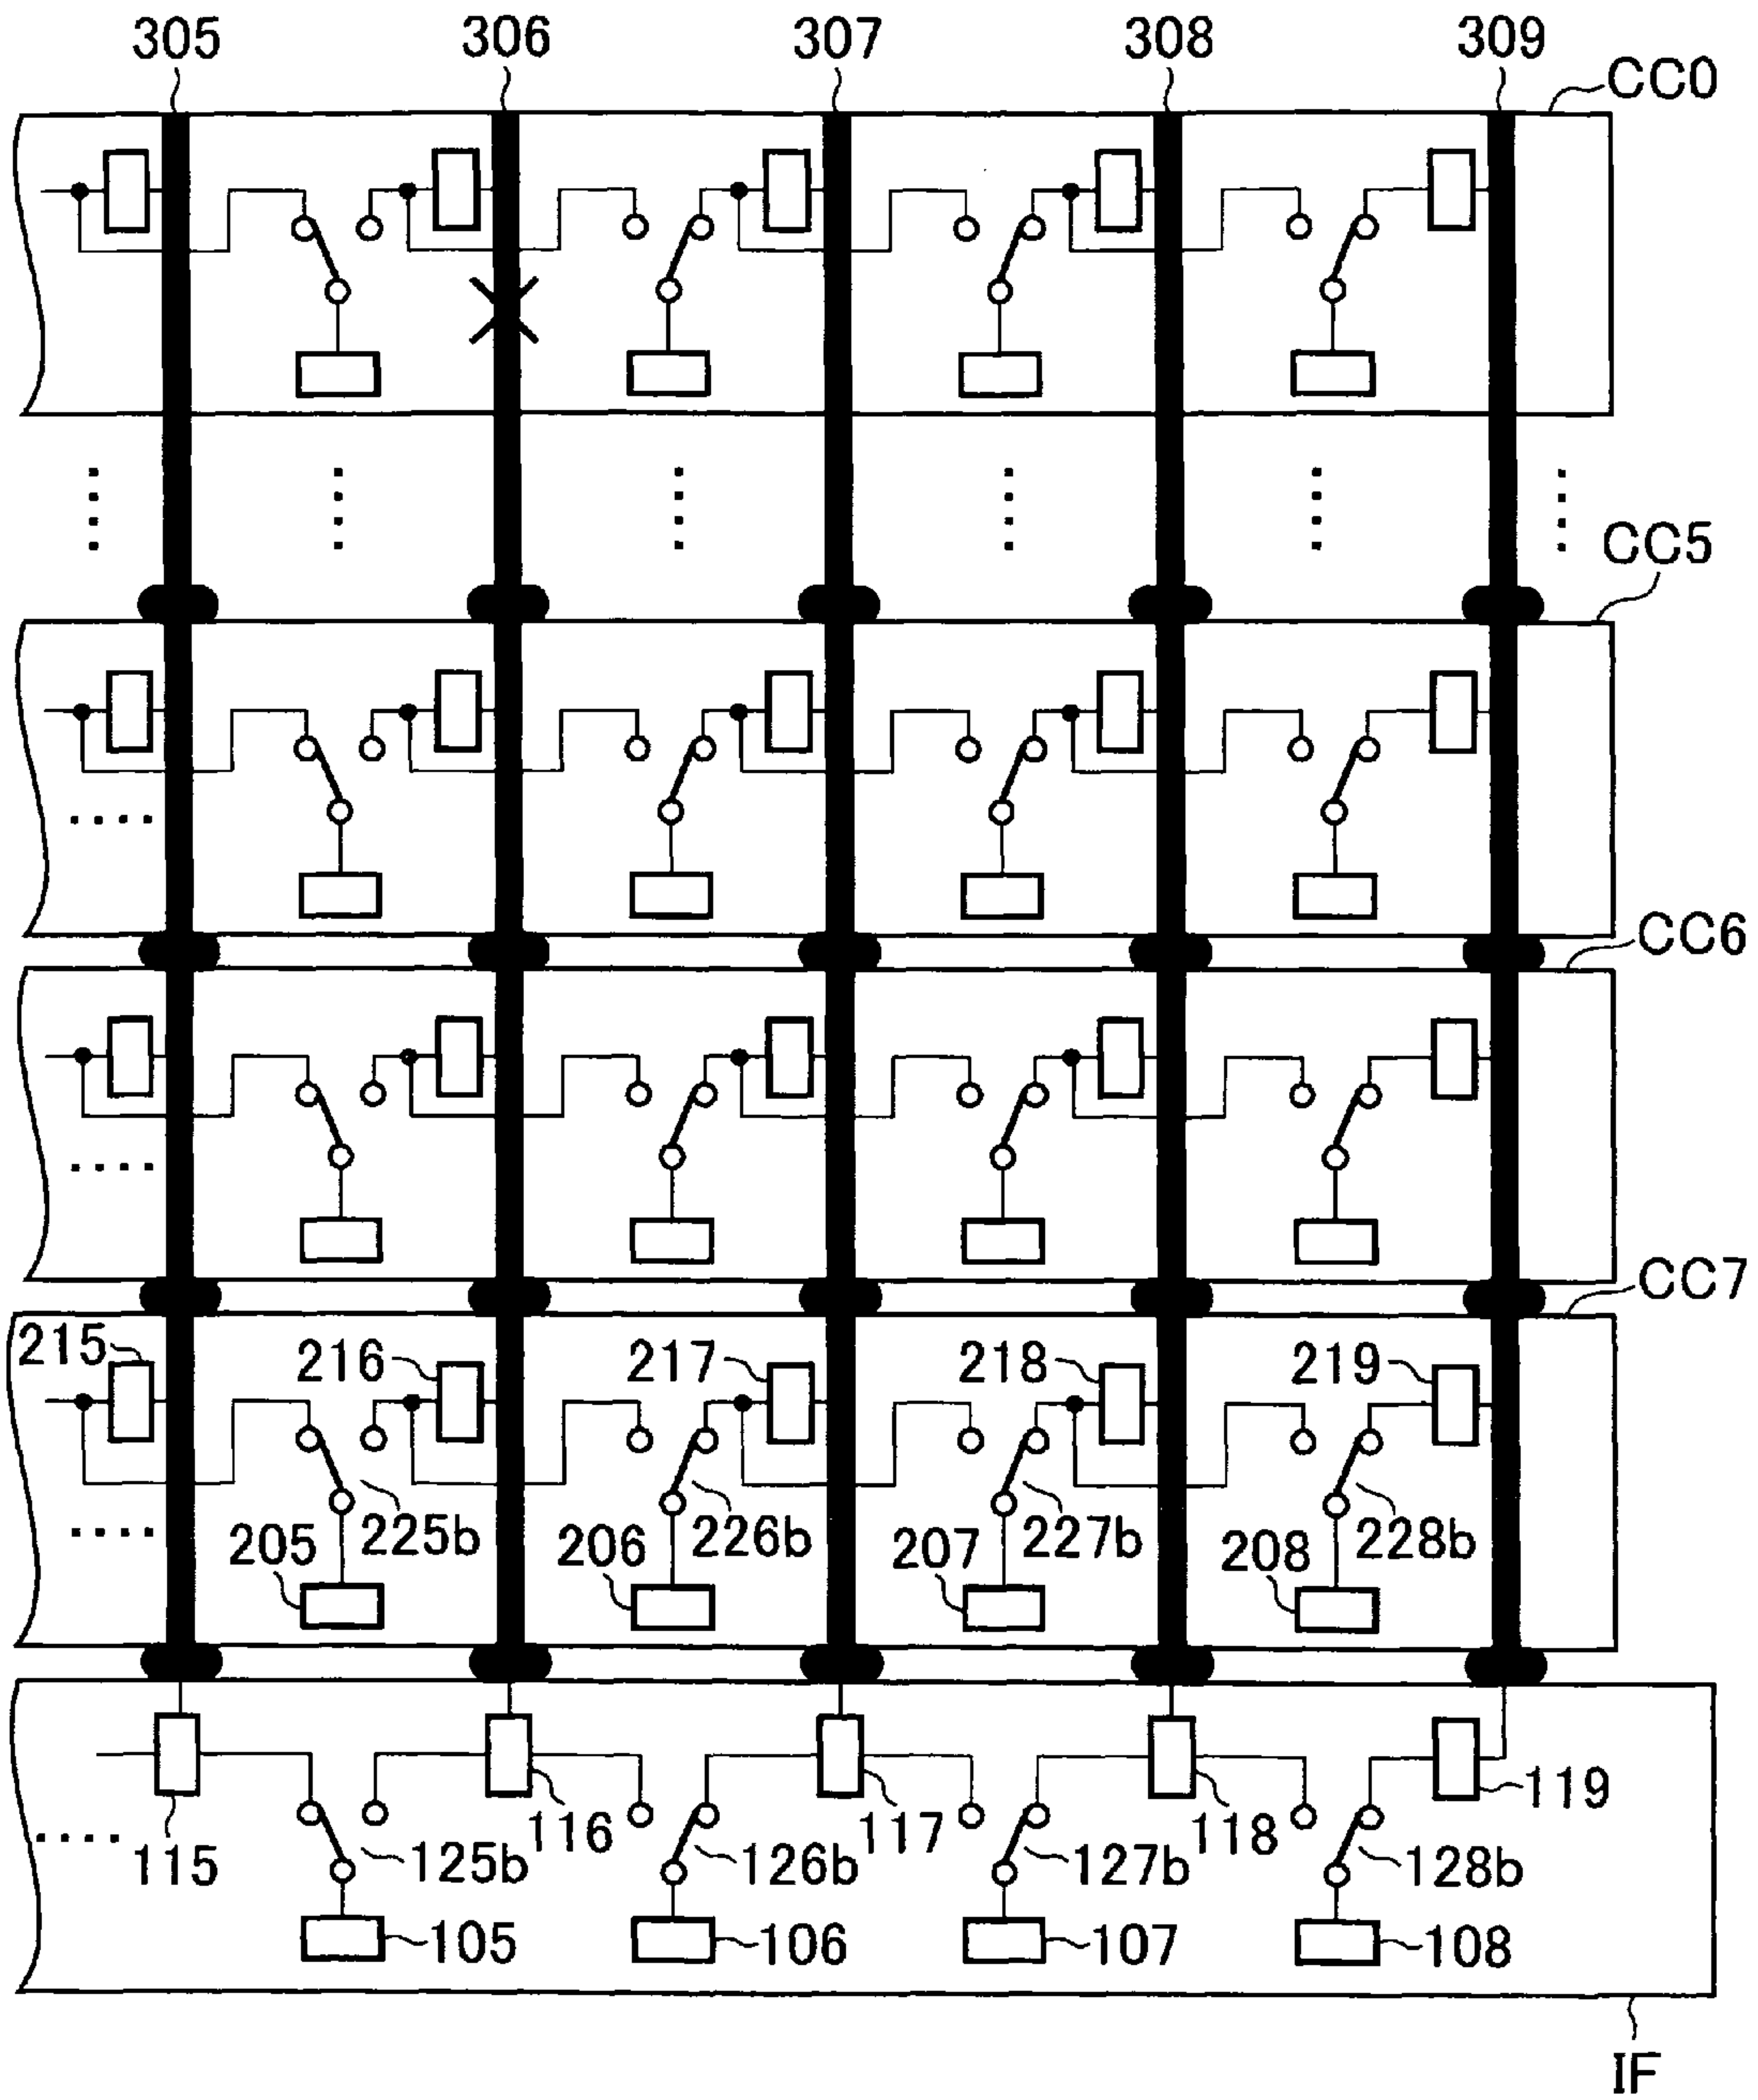 305 306 307 308 309
CC0
CC5
CC6
CC7
215 216 217 218 219
225b 226b 227b 228b
205 206 207 208
116 117 118 119
115 125b 126b 127b 128b
105 106 107 108
IF